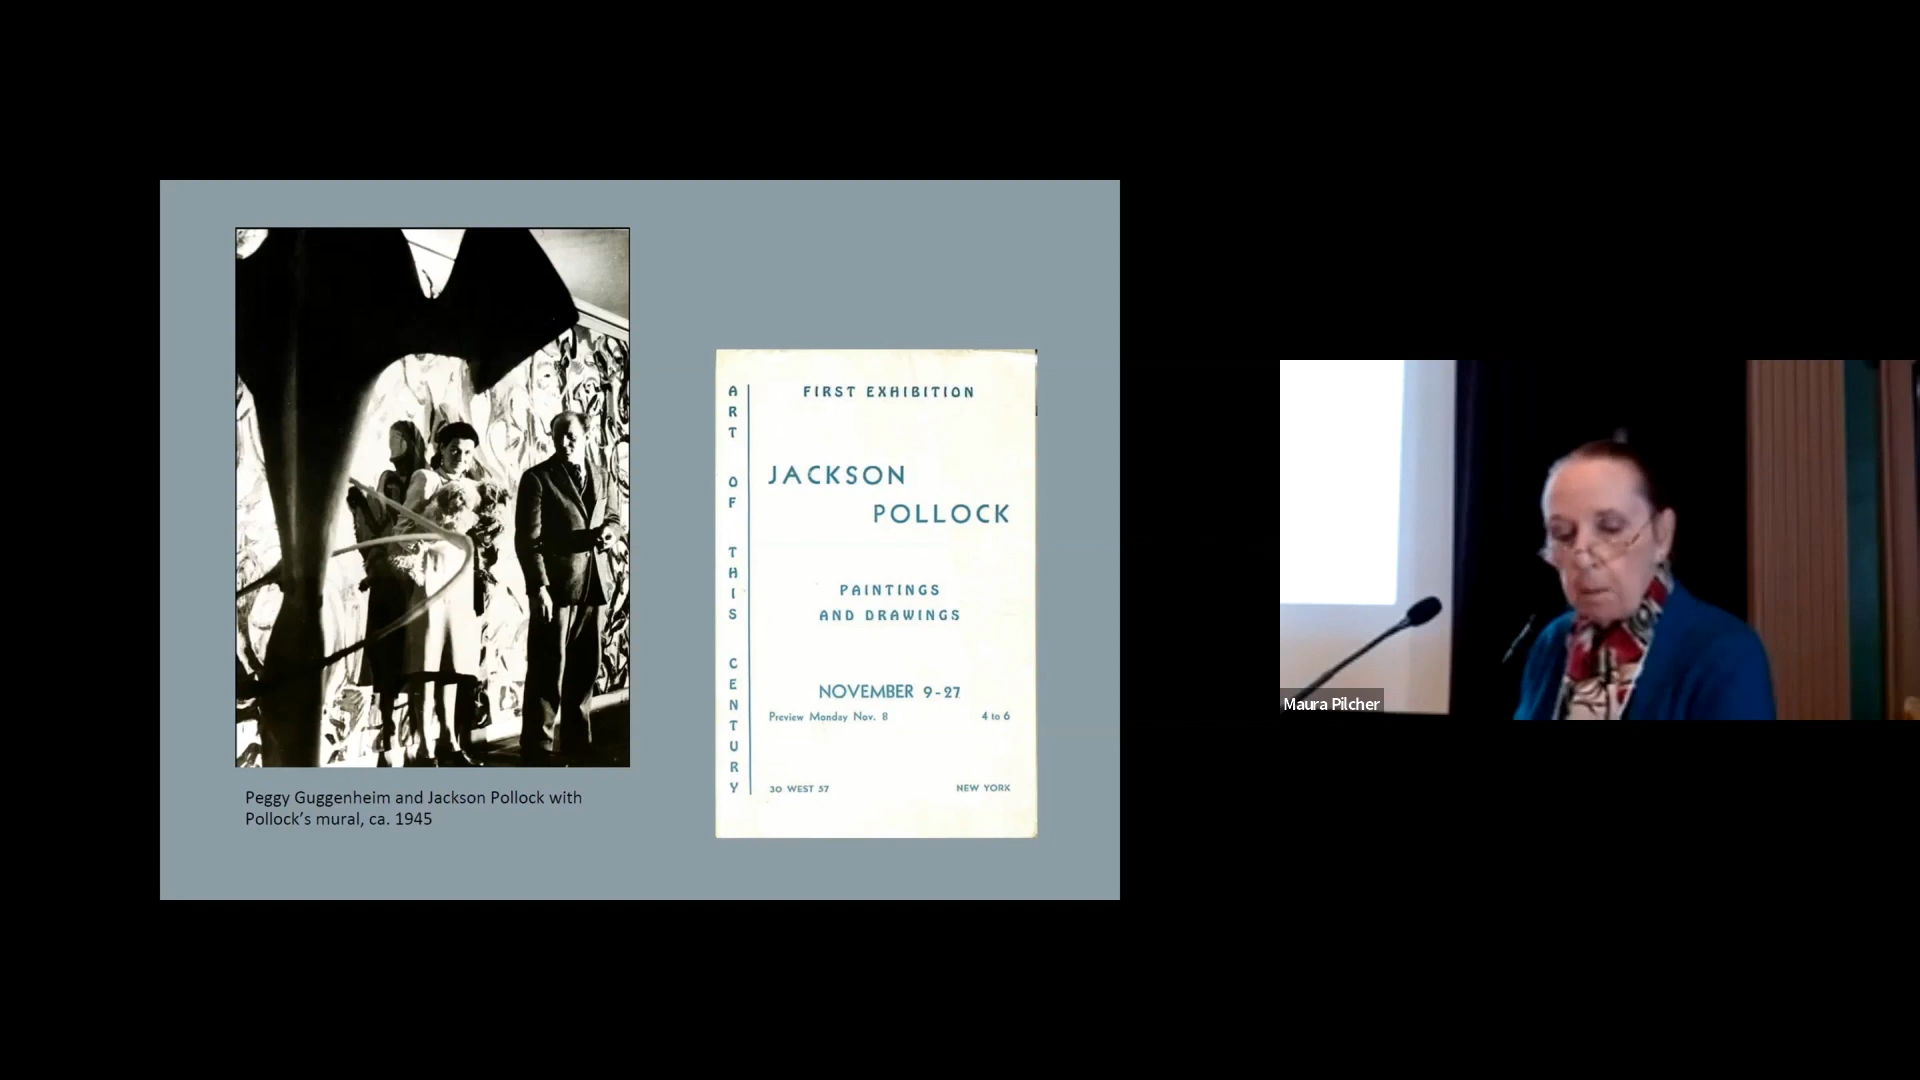 Peggy Guggenheim and Jackson Pollock with
Pollock's mural, ca. 1945
ART OF THIS CENTURY
FIRST EXHIBITION
JACKSON
POLLOCK
PAINTINGS
AND DRAWINGS
NOVEMBER 9-27
Preview Monday Nov. 8 4 to 6
30 WEST 57 NEW YORK
Maura Pilcher